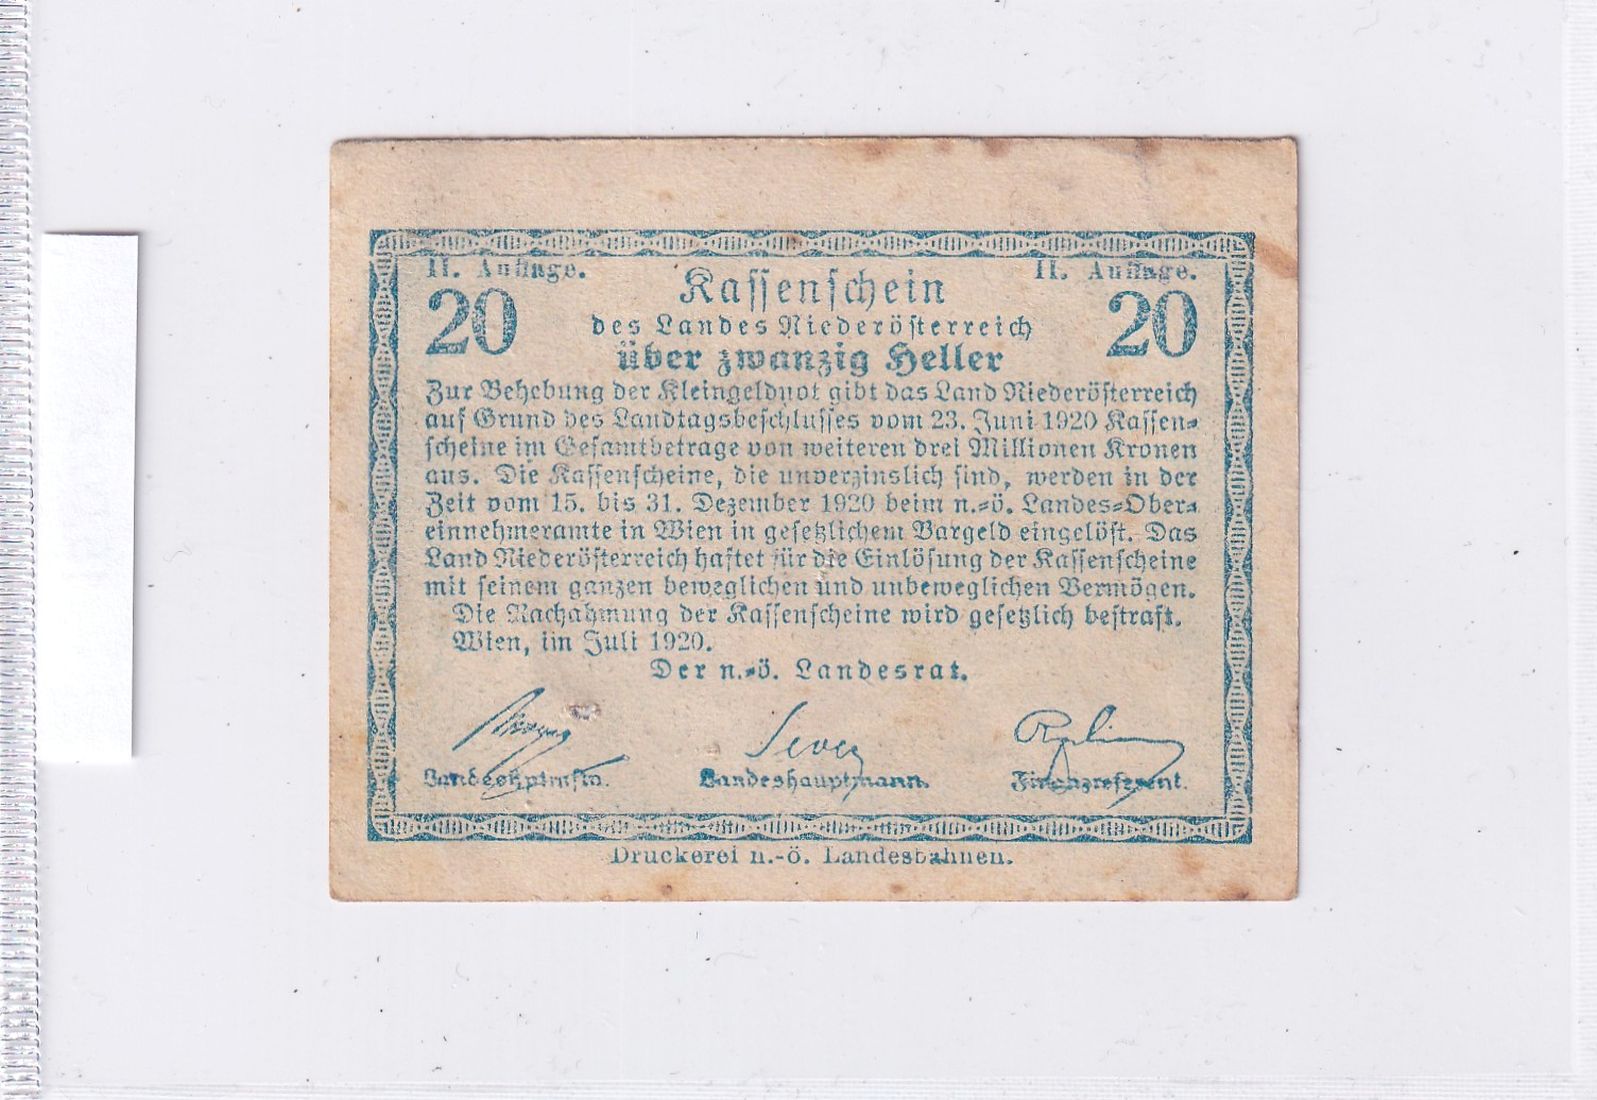 II. Auflage. II. Auflage.
20 Kassenschein 20
des Landes Niederösterreich
über zwanzig Heller
Zur Behebung der Kleingeldnot gibt das Land Niederösterreich
auf Grund des Landtagsbeschlusses vom 23. Juni 1920 Kassen-
scheine im Gesamtbetrage von weiteren drei Millionen Kronen
aus. Die Kassenscheine, die unverzinslich sind, werden in der
Zeit vom 15. bis 31. Dezember 1920 beim n.-ö. Landes-Ober-
einnehmeramte in Wien in gesetzlichem Bargeld eingelöst. Das
Land Niederösterreich haftet für die Einlösung der Kassenscheine
mit seinem ganzen beweglichen und unbeweglichen Vermögen.
Die Nachahmung der Kassenscheine wird gesetzlich bestraft.
Wien, im Juli 1920.
Der n.-ö. Landesrat.
Sever
Landeshauptmann. Finanzreferent.
Druckerei n.-ö. Landesbahnen.